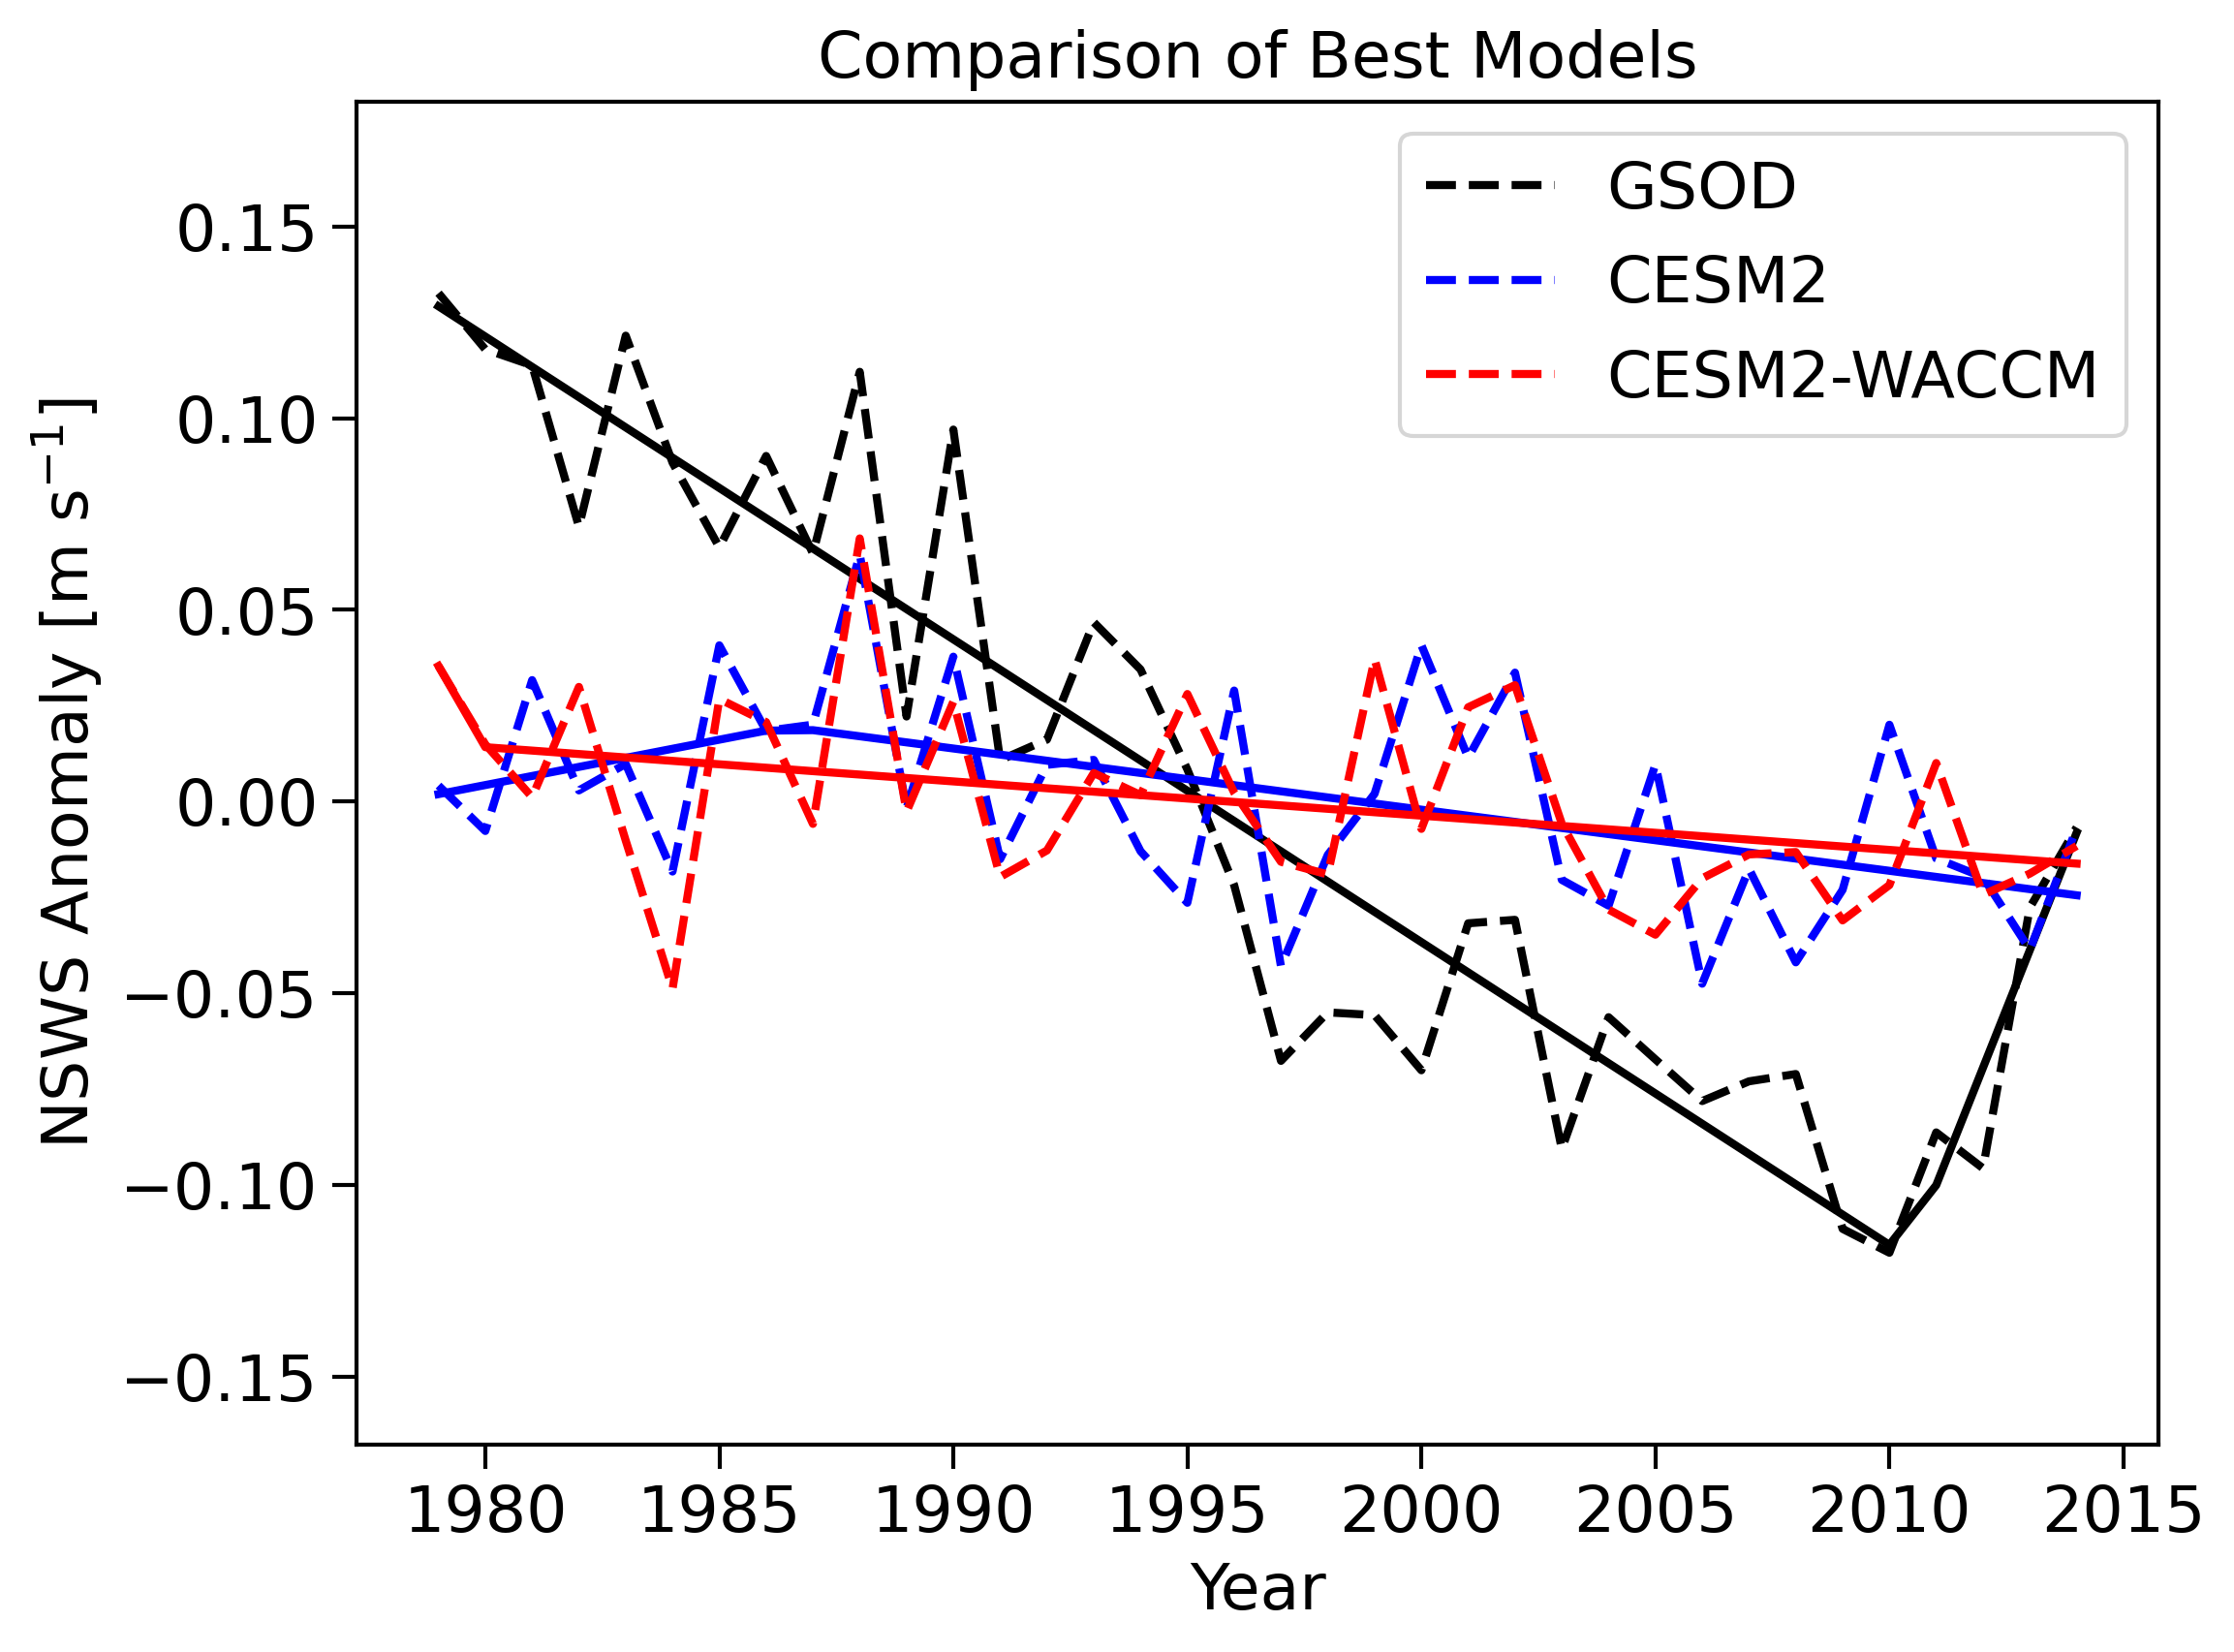 Comparison of Best Models
NSWS Anomaly [m s⁻¹]
0.15
0.10
0.05
0.00
−0.05
−0.10
−0.15
GSOD
CESM2
CESM2-WACCM
1980 1985 1990 1995 2000 2005 2010 2015
Year